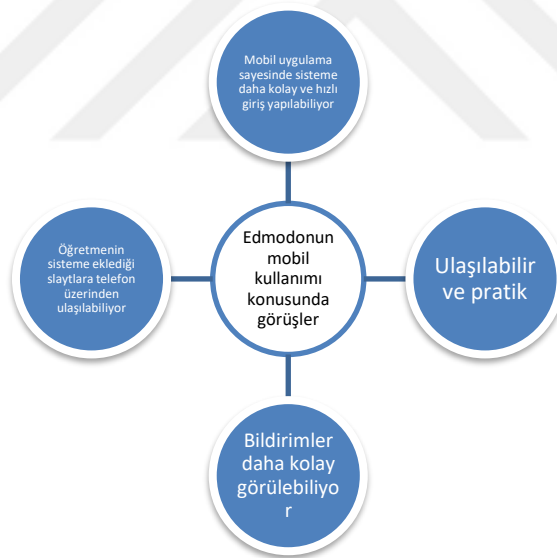 Mobil uygulama
sayesinde sisteme
daha kolay ve hızlı
giriş yapılabiliyor
Öğretmenin
sisteme eklediği
slaytlara telefon
üzerinden
ulaşılabiliyor
Edmodonun
mobil
kullanımı
konusunda
görüşler
Ulaşılabilir
ve pratik
Bildirimler
daha kolay
görülebiliyo
r